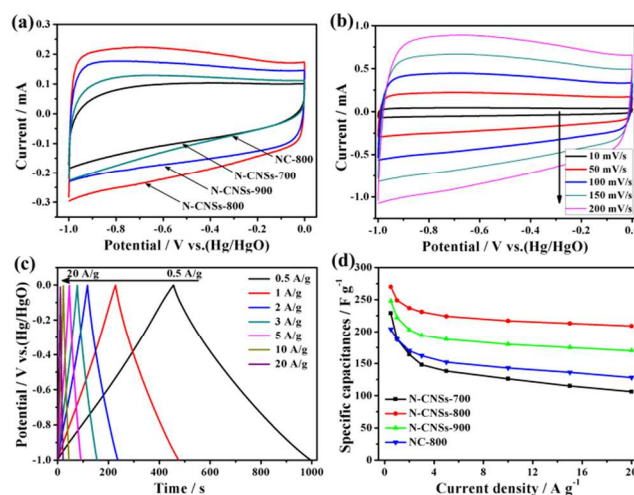 (a)
0.3
0.2
0.1
0.0
-0.1
-0.2
-0.3
Current / mA
NC-800
N-CNSs-700
N-CNSs-900
N-CNSs-800
-1.0 -0.8 -0.6 -0.4 -0.2 0.0
Potential / V vs.(Hg/HgO)
(b)
1.0
0.5
0.0
-0.5
-1.0
Current / mA
10 mV/s
50 mV/s
100 mV/s
150 mV/s
200 mV/s
-1.0 -0.8 -0.6 -0.4 -0.2 0.0
Potential / V vs.(Hg/HgO)
(c)
20 A/g 0.5 A/g
0.0
-0.2
-0.4
-0.6
-0.8
-1.0
Potential / V vs.(Hg/HgO)
0.5 A/g
1 A/g
2 A/g
3 A/g
5 A/g
10 A/g
20 A/g
0 200 400 600 800 1000
Time / s
(d)
400
350
300
250
200
150
100
50
0
Specific capacitances / F g-1
N-CNSs-700
N-CNSs-800
N-CNSs-900
NC-800
0 5 10 15 20
Current density / A g-1